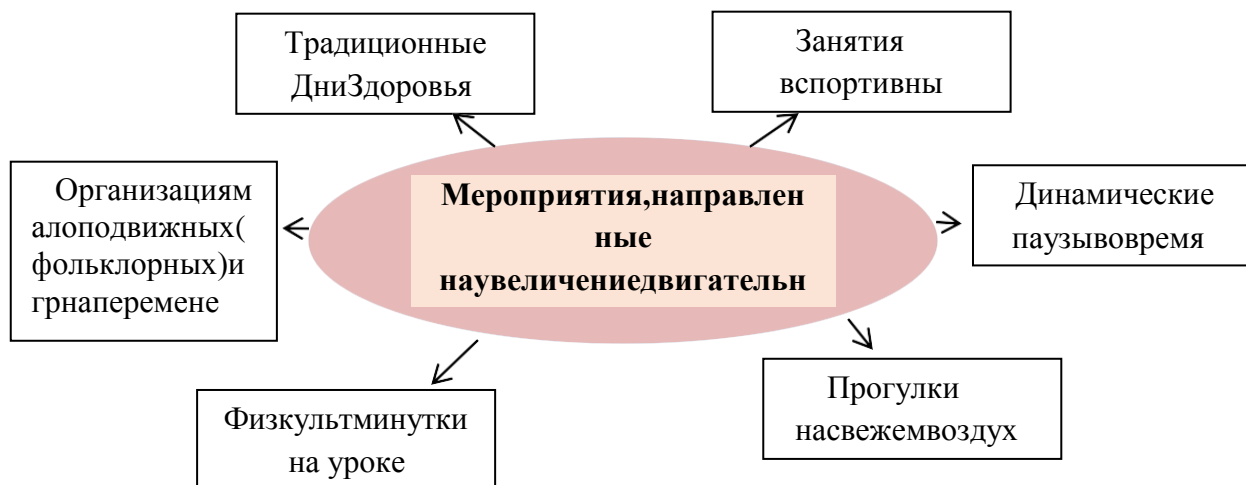 Традиционные
ДниЗдоровья
Занятия
вспортивны
Организациям
алоподвижных(
фольклорных)и
грнаперемене
Мероприятия,направлен
ные
наувеличениедвигательн
Динамические
паузывовремя
Физкультминутки
на уроке
Прогулки
насвежемвоздух